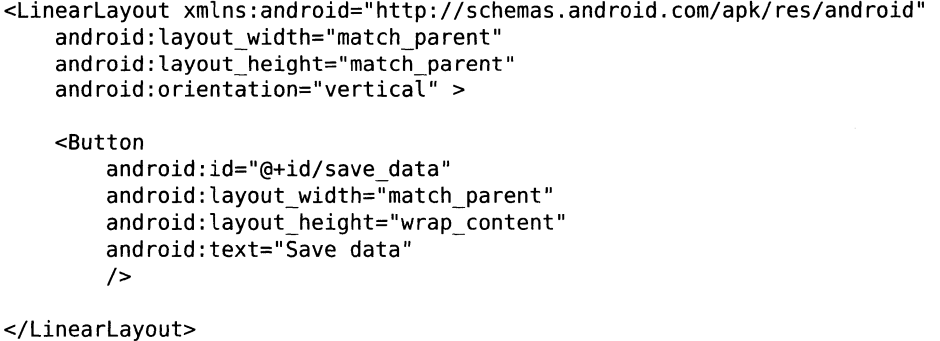 <LinearLayout xmlns:android="http://schemas.android.com/apk/res/android"
    android:layout_width="match_parent"
    android:layout_height="match_parent"
    android:orientation="vertical" >

    <Button
        android:id="@+id/save_data"
        android:layout_width="match_parent"
        android:layout_height="wrap_content"
        android:text="Save data"
        />

</LinearLayout>